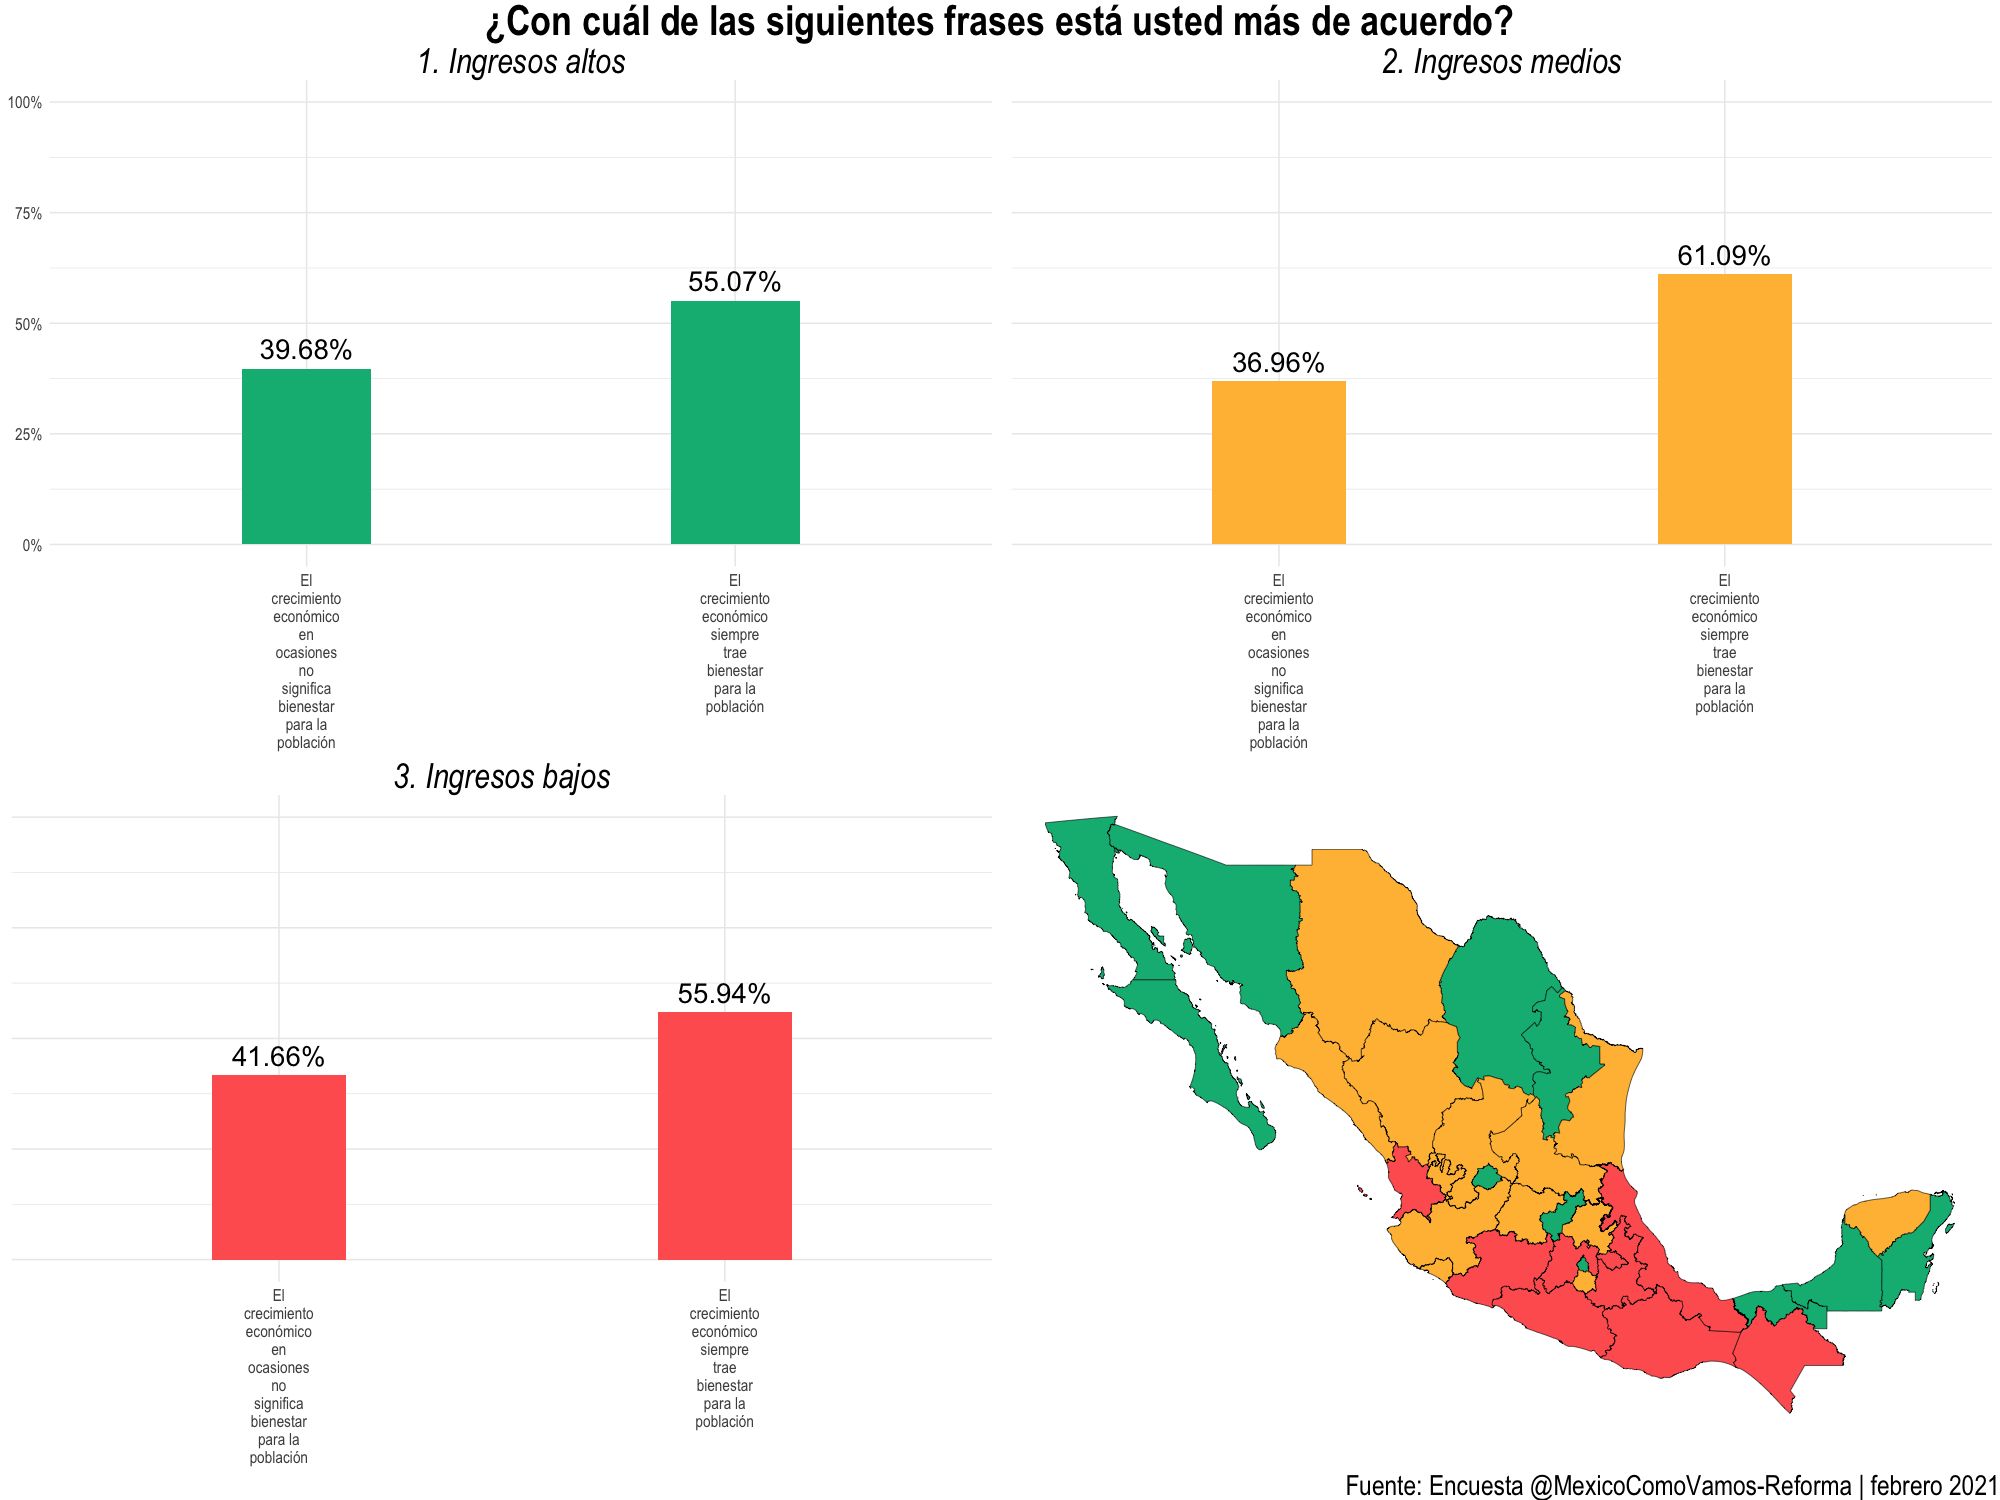 ¿Con cuál de las siguientes frases está usted más de acuerdo?
1. Ingresos altos
100%
75%
50%
25%
0%
39.68%
55.07%
El
crecimiento
económico
en
ocasiones
no
significa
bienestar
para la
población
El
crecimiento
económico
siempre
trae
bienestar
para la
población
2. Ingresos medios
36.96%
61.09%
El
crecimiento
económico
en
ocasiones
no
significa
bienestar
para la
población
El
crecimiento
económico
siempre
trae
bienestar
para la
población
3. Ingresos bajos
41.66%
55.94%
El
crecimiento
económico
en
ocasiones
no
significa
bienestar
para la
población
El
crecimiento
económico
siempre
trae
bienestar
para la
población
Fuente: Encuesta @MexicoComoVamos-Reforma | febrero 2021